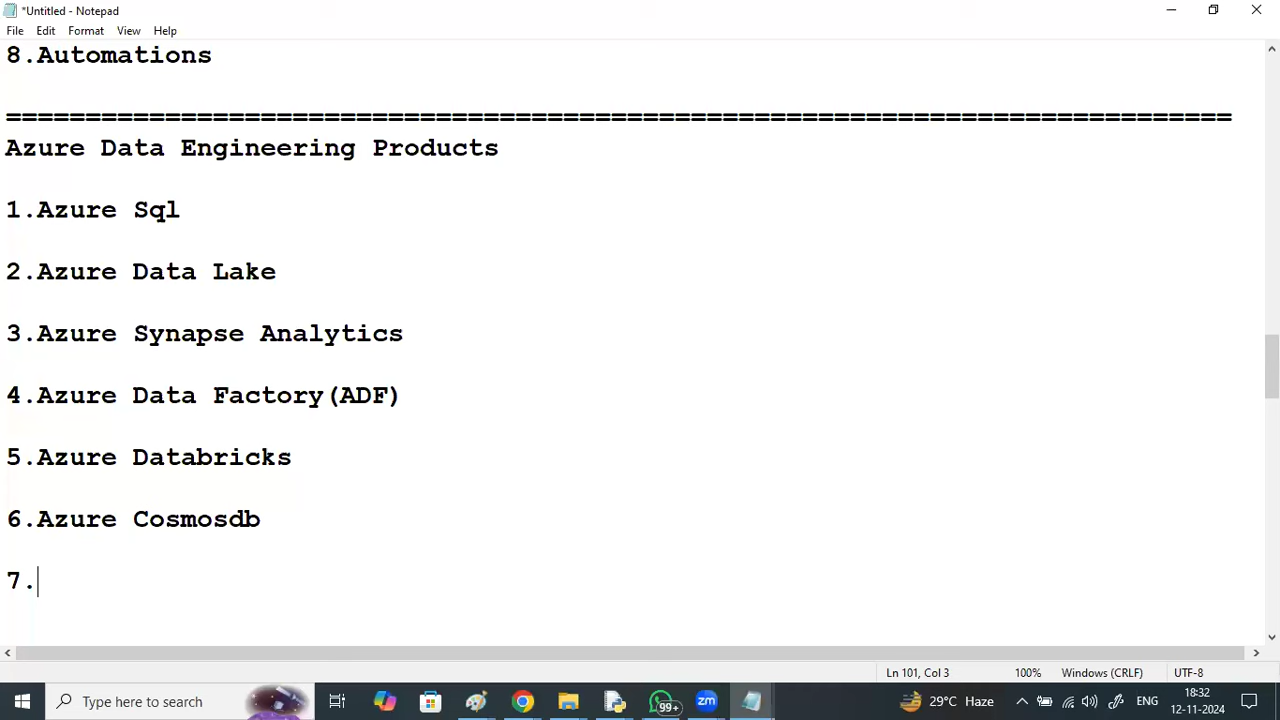 *Untitled - Notepad
File Edit Format View Help
8.Automations
=============================================================================
Azure Data Engineering Products
1.Azure Sql
2.Azure Data Lake
3.Azure Synapse Analytics
4.Azure Data Factory(ADF)
5.Azure Databricks
6.Azure Cosmosdb
7.
Ln 101, Col 3 100% Windows (CRLF) UTF-8
Type here to search 99+ zm 29°C Haze ENG 18:32
12-11-2024